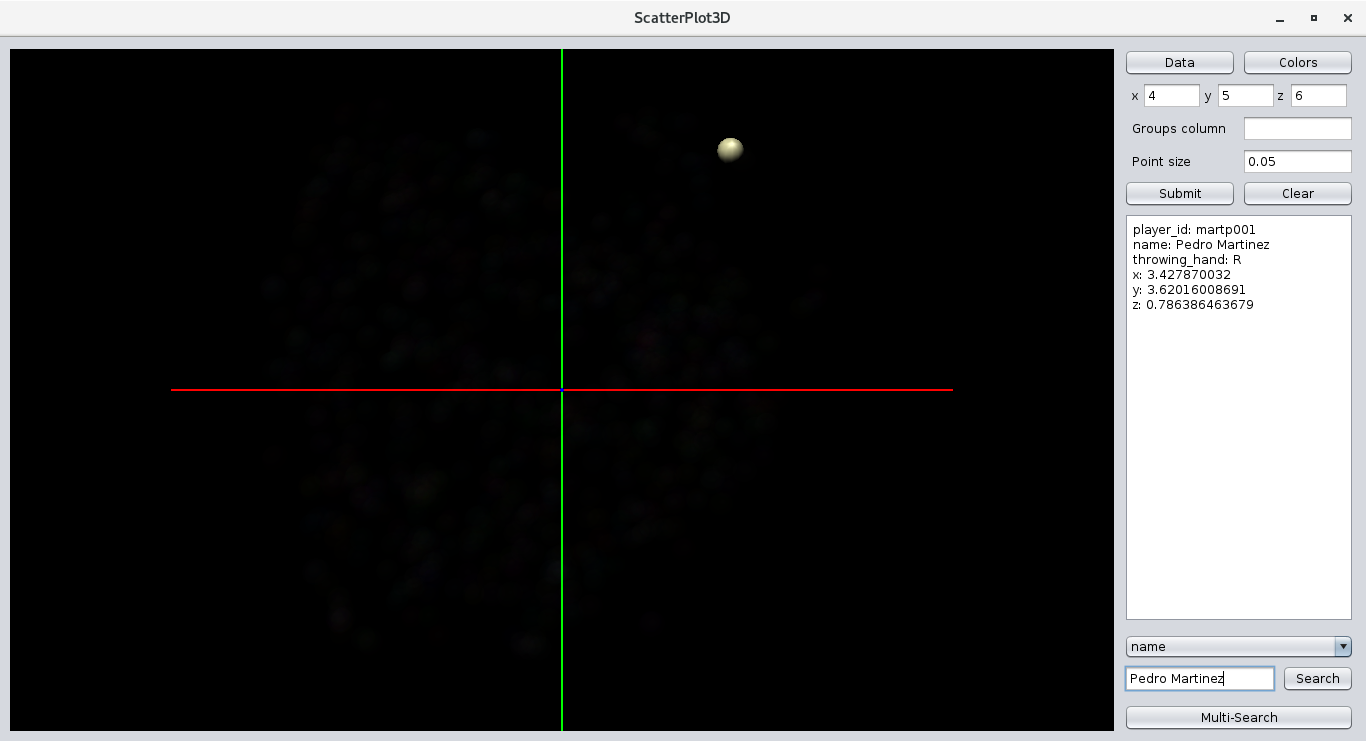 ScatterPlot3D
Data Colors
x 4 y 5 z 6
Groups column
Point size 0.05
Submit Clear
player_id: martp001
name: Pedro Martinez
throwing_hand: R
x: 3.427870032
y: 3.62016008691
z: 0.786386463679
name
Pedro Martinez Search
Multi-Search